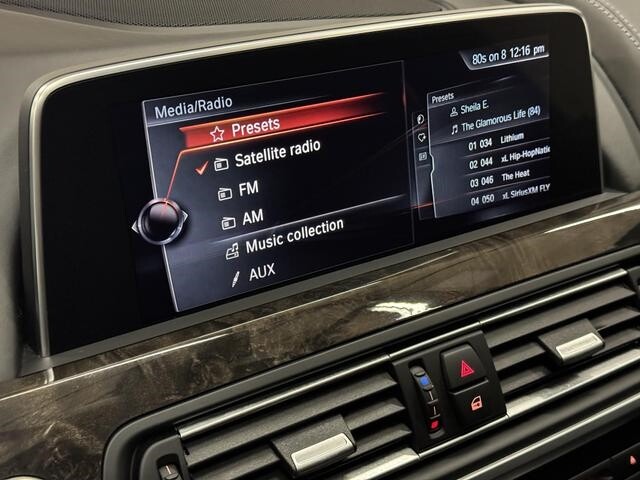 80s on 8 12:16 pm
Media/Radio
Presets
Satellite radio
FM
AM
Music collection
AUX
Presets
Sheila E.
The Glamorous Life (84)
01 034 Lithium
02 044 xL Hip-HopNatio
03 046 The Heat
04 050 xL SiriusXM FLY